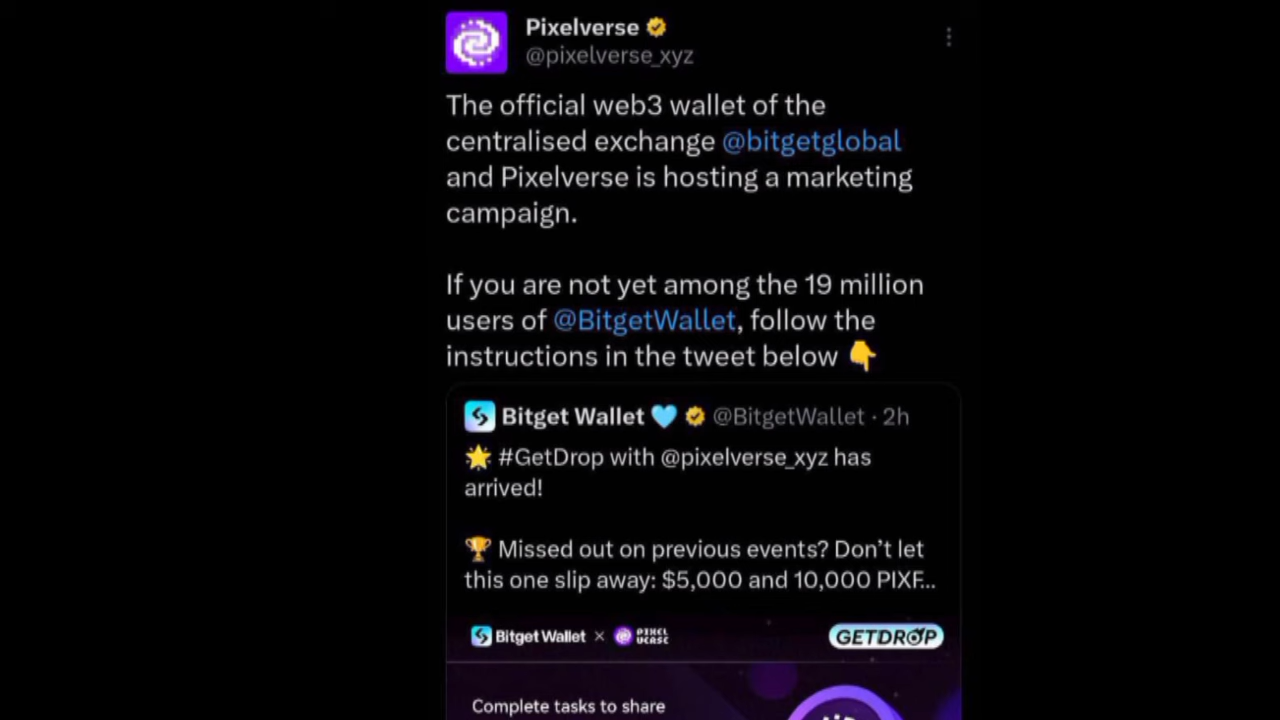 Pixelverse
@pixelverse_xyz
The official web3 wallet of the
centralised exchange @bitgetglobal
and Pixelverse is hosting a marketing
campaign.
If you are not yet among the 19 million
users of @BitgetWallet, follow the
instructions in the tweet below 👇
Bitget Wallet 🩵 @BitgetWallet · 2h
🌟 #GetDrop with @pixelverse_xyz has
arrived!
🏆 Missed out on previous events? Don't let
this one slip away: $5,000 and 10,000 PIXF...
Bitget Wallet × PIXEL
VERSE
GETDROP
Complete tasks to share